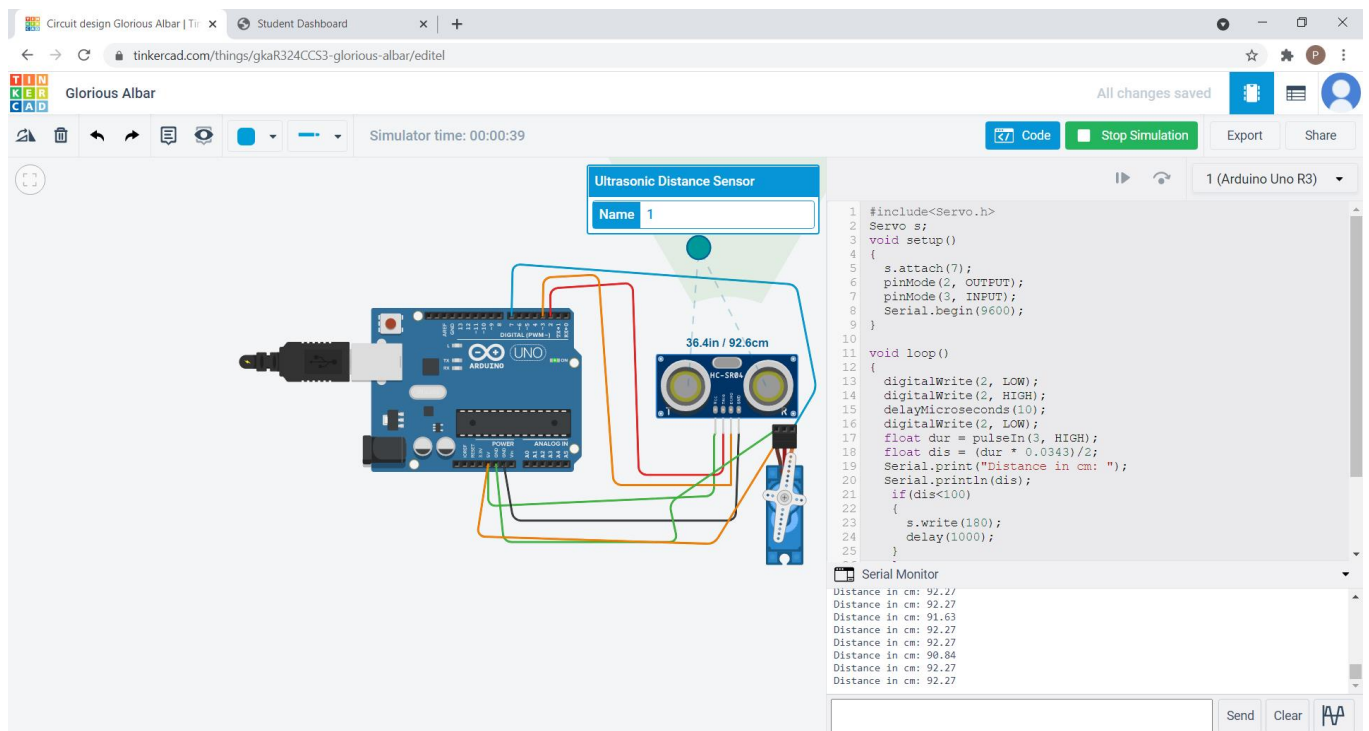 Circuit design Glorious Albar | Tin
Student Dashboard
tinkercad.com/things/gkaR324CCS3-glorious-albar/editel
P
TIN
KER
CAD
Glorious Albar
All changes saved
Simulator time: 00:00:39
Code
Stop Simulation
Export
Share
1 (Arduino Uno R3)
Ultrasonic Distance Sensor
Name 1
36.4in / 92.6cm
HC-SR04
T
R
DIGITAL (PWM~)
UNO
ARDUINO
POWER
ANALOG IN
1 #include<Servo.h>
2 Servo s;
3 void setup()
4 {
5 s.attach(7);
6 pinMode(2, OUTPUT);
7 pinMode(3, INPUT);
8 Serial.begin(9600);
9 }
10
11 void loop()
12 {
13 digitalWrite(2, LOW);
14 digitalWrite(2, HIGH);
15 delayMicroseconds(10);
16 digitalWrite(2, LOW);
17 float dur = pulseIn(3, HIGH);
18 float dis = (dur * 0.0343)/2;
19 Serial.print("Distance in cm: ");
20 Serial.println(dis);
21 if(dis<100)
22 {
23 s.write(180);
24 delay(1000);
25 }
Serial Monitor
Distance in cm: 92.27
Distance in cm: 92.27
Distance in cm: 91.63
Distance in cm: 92.27
Distance in cm: 92.27
Distance in cm: 90.84
Distance in cm: 92.27
Distance in cm: 92.27
Send
Clear